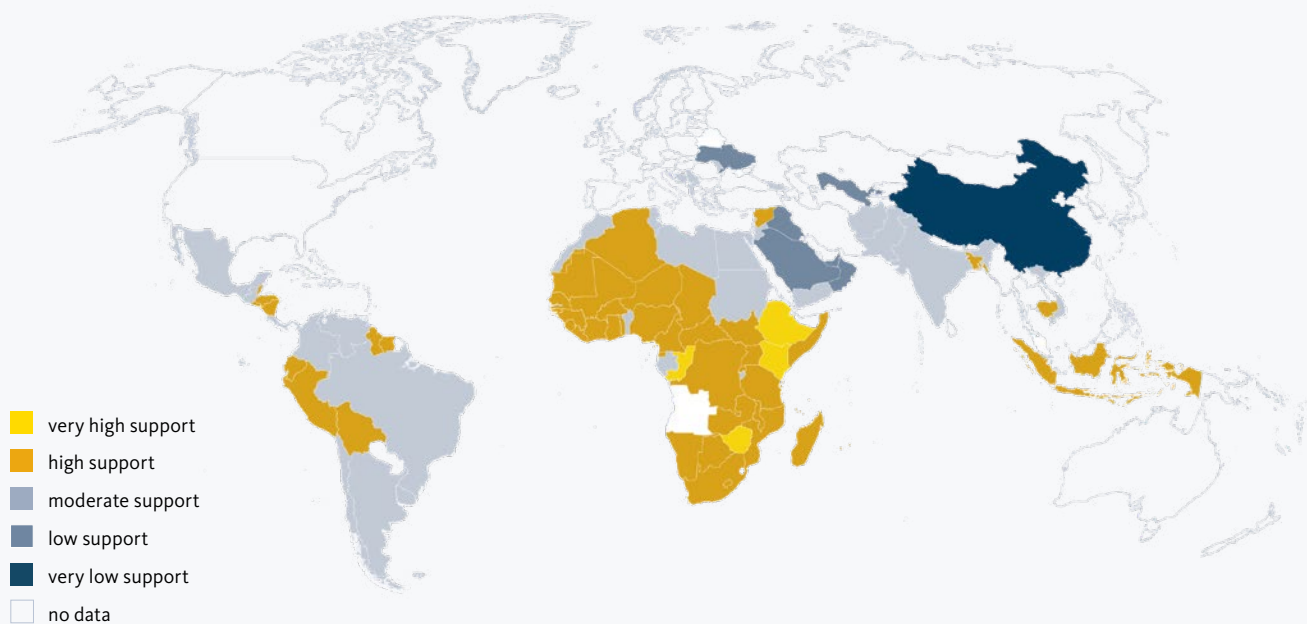 very high support
high support
moderate support
low support
very low support
no data